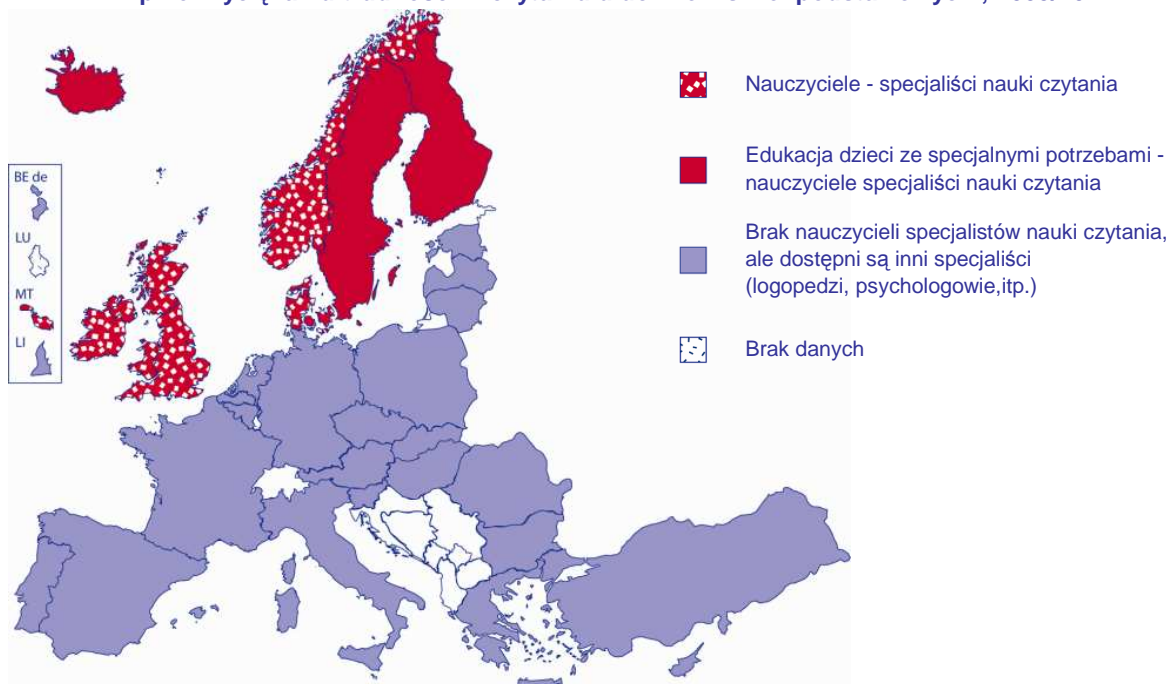 Nauczyciele - specjaliści nauki czytania
Edukacja dzieci ze specjalnymi potrzebami -
nauczyciele specjaliści nauki czytania
Brak nauczycieli specjalistów nauki czytania,
ale dostępni są inni specjaliści
(logopedzi, psychologowie,itp.)
Brak danych
BE de
LU
MT
LI